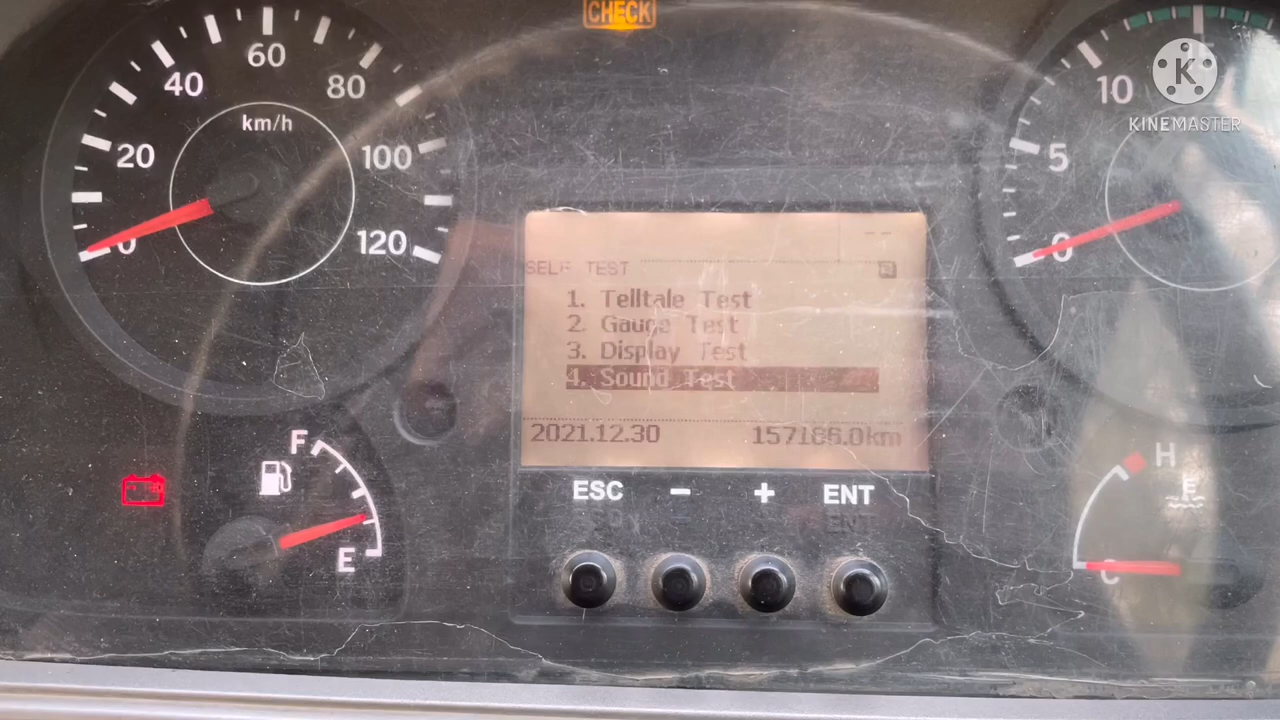 CHECK
60
40
80
km/h
20
100
0
120
10
5
0
KINEMASTER
SELF TEST
1. Telltale Test
2. Gauge Test
3. Display Test
4. Sound Test
2021.12.30 157186.0km
F
E
H
C
ESC - + ENT